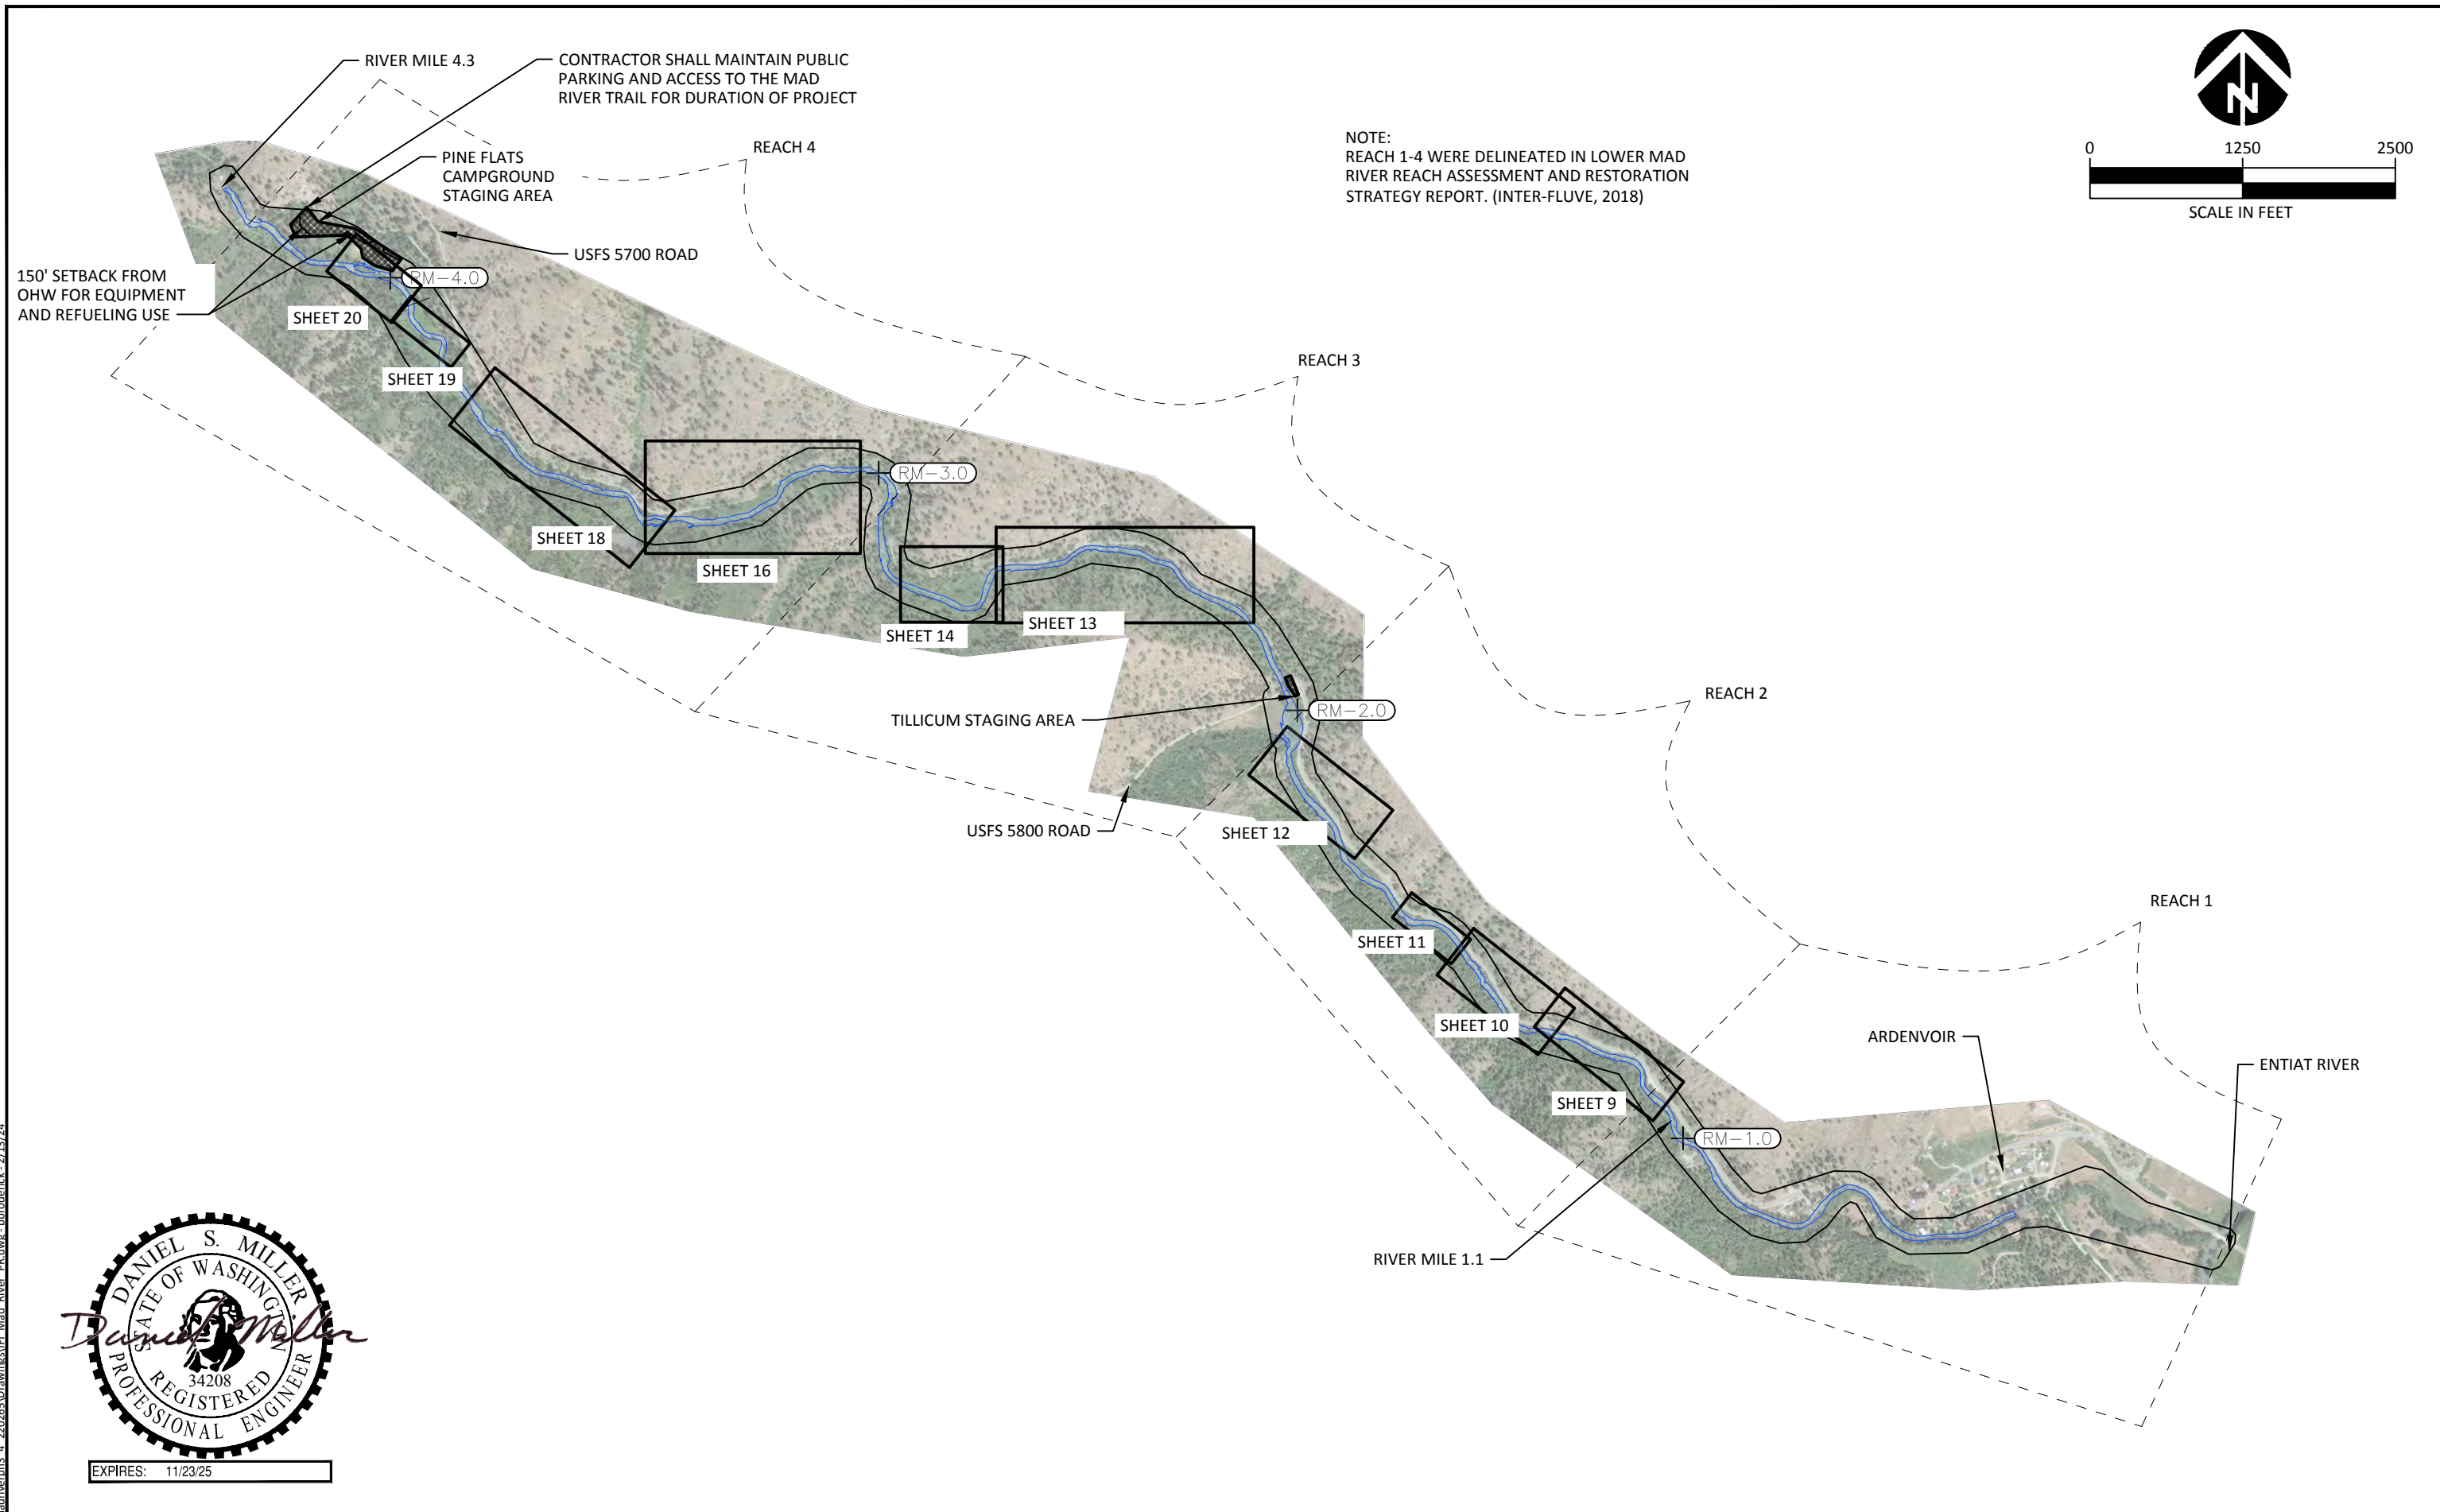 RIVER MILE 4.3
CONTRACTOR SHALL MAINTAIN PUBLIC
PARKING AND ACCESS TO THE MAD
RIVER TRAIL FOR DURATION OF PROJECT
PINE FLATS
CAMPGROUND
STAGING AREA
REACH 4
NOTE:
REACH 1-4 WERE DELINEATED IN LOWER MAD
RIVER REACH ASSESSMENT AND RESTORATION
STRATEGY REPORT. (INTER-FLUVE, 2018)
N
0 1250 2500
SCALE IN FEET
USFS 5700 ROAD
150' SETBACK FROM
OHW FOR EQUIPMENT
AND REFUELING USE
RM-4.0
SHEET 20
SHEET 19
REACH 3
RM-3.0
SHEET 18
SHEET 16
SHEET 14
SHEET 13
TILLICUM STAGING AREA
RM-2.0
REACH 2
USFS 5800 ROAD
SHEET 12
SHEET 11
REACH 1
SHEET 10
ARDENVOIR
ENTIAT RIVER
SHEET 9
RM-1.0
RIVER MILE 1.1
DANIEL S. MILLER
STATE OF WASHINGTON
Daniel Miller
34208
REGISTERED
PROFESSIONAL ENGINEER
EXPIRES: 11/23/25